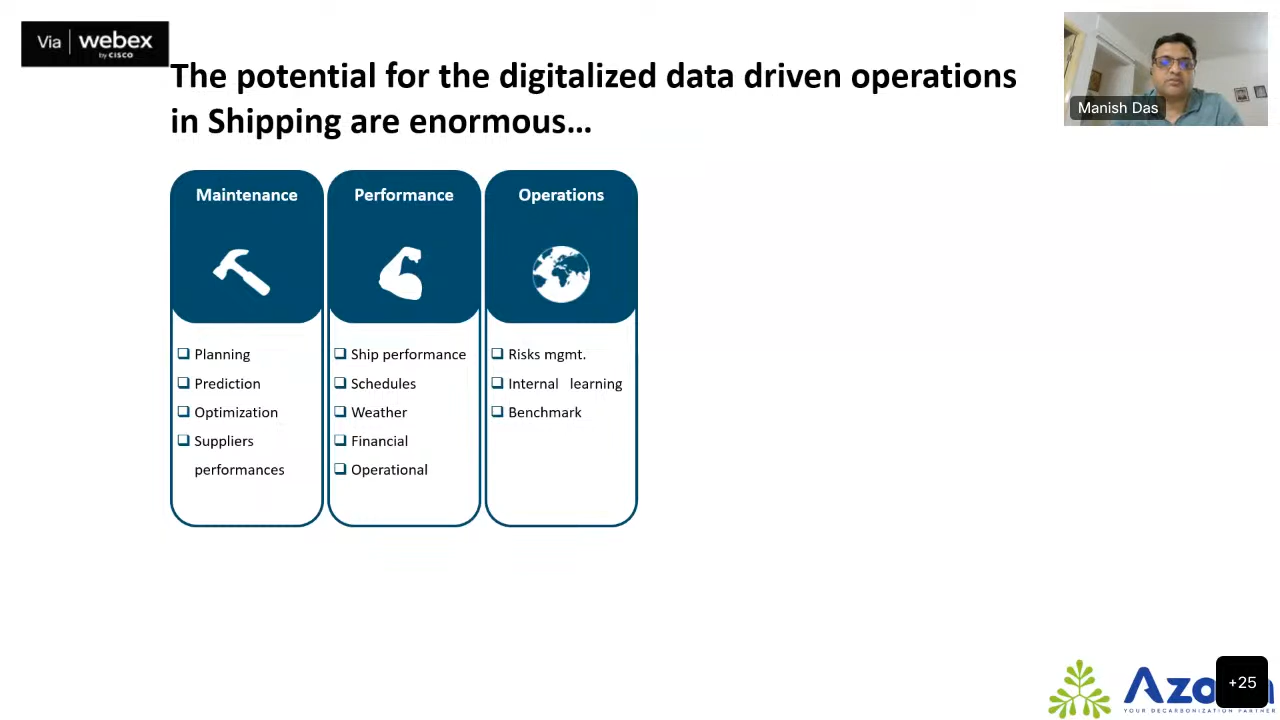 Via webex
by CISCO
The potential for the digitalized data driven operations
in Shipping are enormous...
Manish Das
Maintenance
Planning
Prediction
Optimization
Suppliers
performances
Performance
Ship performance
Schedules
Weather
Financial
Operational
Operations
Risks mgmt.
Internal learning
Benchmark
YOUR DECARBONIZATION PARTNER
+25